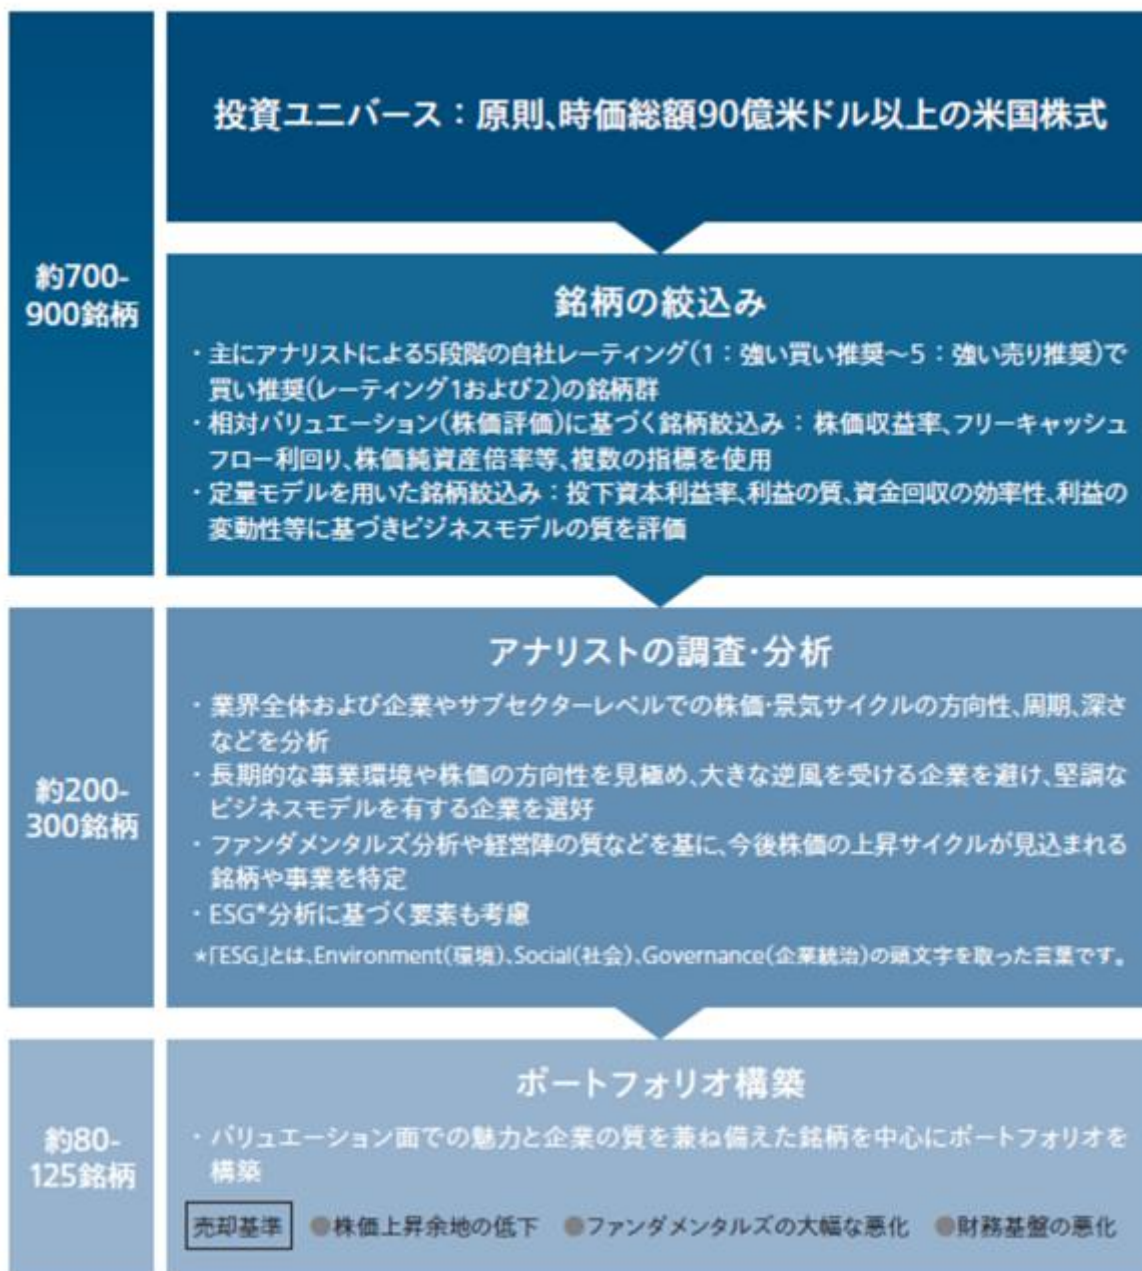 投資ユニバース：原則、時価総額90億米ドル以上の米国株式
約700-
900銘柄
銘柄の絞込み
・主にアナリストによる5段階の自社レーティング(1：強い買い推奨～5：強い売り推奨)で
買い推奨(レーティング1および2)の銘柄群
・相対バリュエーション(株価評価)に基づく銘柄絞込み：株価収益率、フリーキャッシュ
フロー利回り、株価純資産倍率等、複数の指標を使用
・定量モデルを用いた銘柄絞込み：投下資本利益率、利益の質、資金回収の効率性、利益の
変動性等に基づきビジネスモデルの質を評価
約200-
300銘柄
アナリストの調査・分析
・業界全体および企業やサブセクターレベルでの株価・景気サイクルの方向性、周期、深さ
などを分析
・長期的な事業環境や株価の方向性を見極め、大きな逆風を受ける企業を避け、堅調な
ビジネスモデルを有する企業を選好
・ファンダメンタルズ分析や経営陣の質などを基に、今後株価の上昇サイクルが見込まれる
銘柄や事業を特定
・ESG*分析に基づく要素も考慮
*「ESG」とは、Environment(環境)、Social(社会)、Governance(企業統治)の頭文字を取った言葉です。
約80-
125銘柄
ポートフォリオ構築
・バリュエーション面での魅力と企業の質を兼ね備えた銘柄を中心にポートフォリオを
構築
売却基準 ●株価上昇余地の低下 ●ファンダメンタルズの大幅な悪化 ●財務基盤の悪化